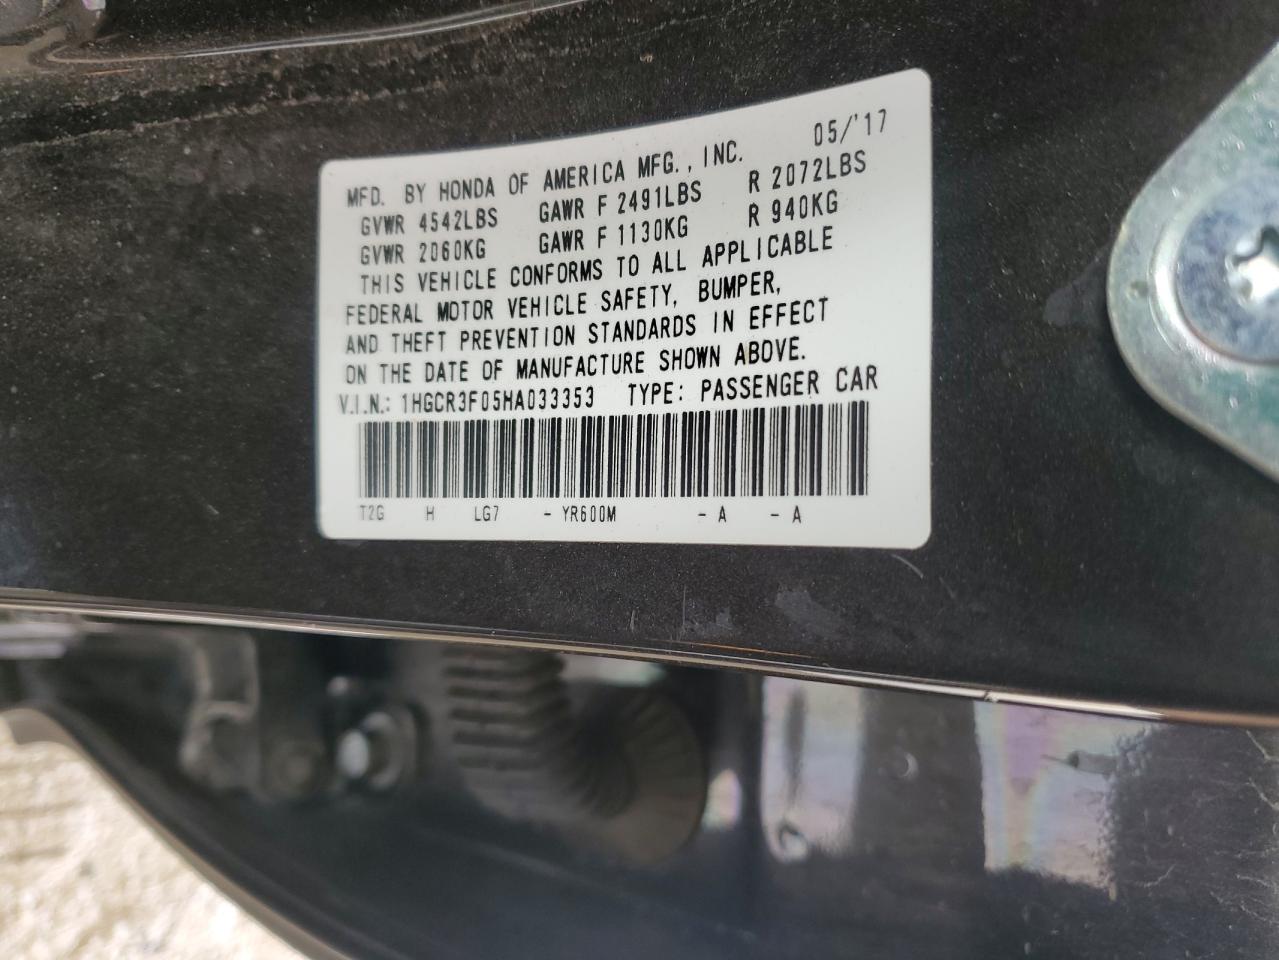 05/'17
MFD. BY HONDA OF AMERICA MFG., INC.
GVWR 4542LBS GAWR F 2491LBS R 2072LBS
GVWR 2060KG GAWR F 1130KG R 940KG
THIS VEHICLE CONFORMS TO ALL APPLICABLE
FEDERAL MOTOR VEHICLE SAFETY, BUMPER,
AND THEFT PREVENTION STANDARDS IN EFFECT
ON THE DATE OF MANUFACTURE SHOWN ABOVE.
V.I.N.: 1HGCR3F05HA033353 TYPE: PASSENGER CAR
T2G H LG7 - YR600M - A - A